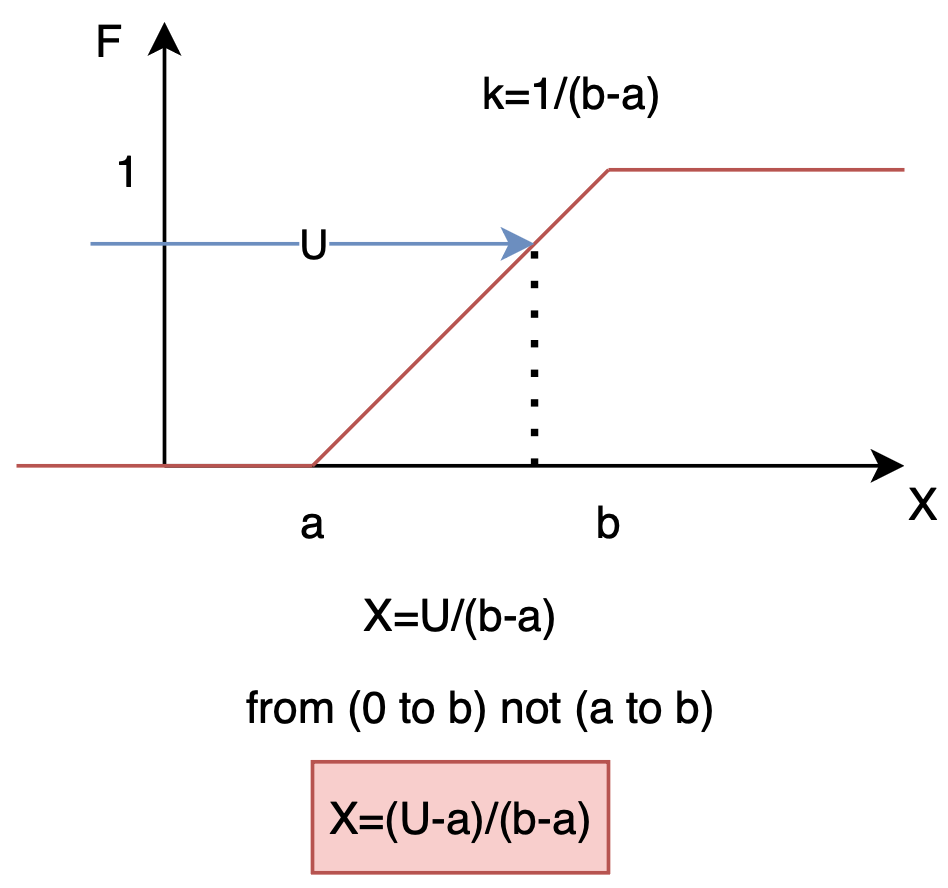 F
k=1/(b-a)
1
U
X
a
b
X=U/(b-a)
from (0 to b) not (a to b)
X=(U-a)/(b-a)